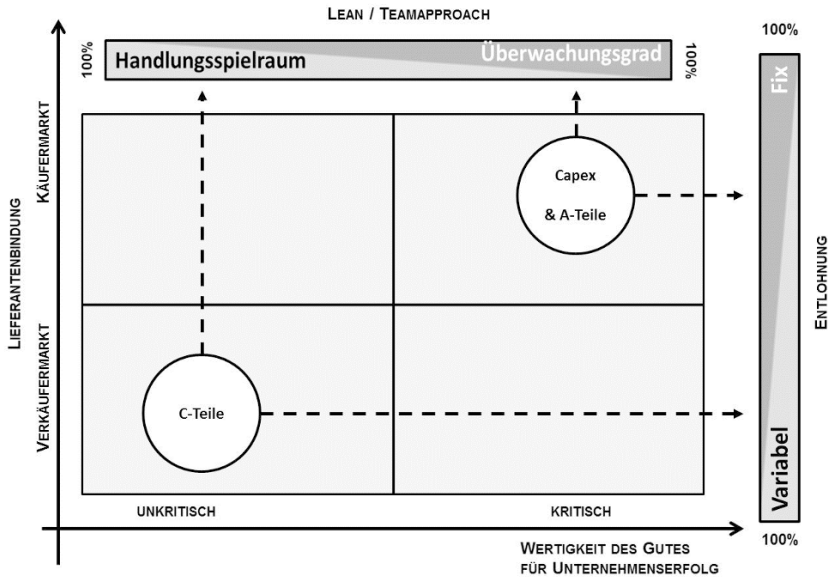 LEAN / TEAMAPPROACH
100%
Handlungsspielraum
Überwachungsgrad
100%
100%
Fix
KÄUFERMARKT
LIEFERANTENBINDUNG
VERKÄUFERMARKT
Capex
& A-Teile
C-Teile
ENTLOHNUNG
Variabel
100%
UNKRITISCH
KRITISCH
WERTIGKEIT DES GUTES
FÜR UNTERNEHMENSERFOLG